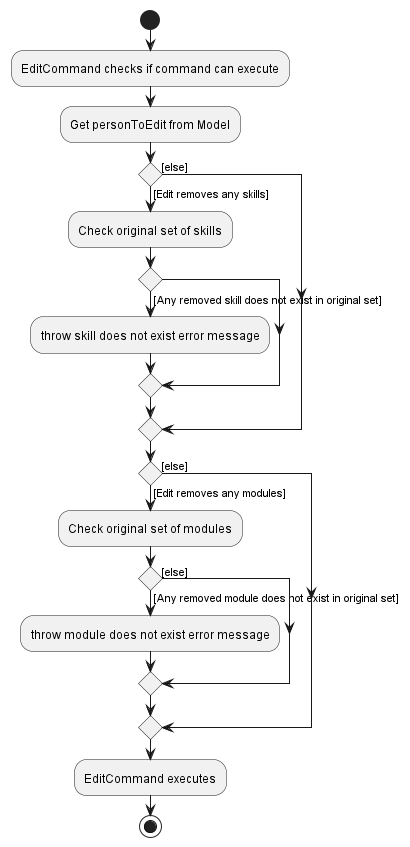 EditCommand checks if command can execute
Get personToEdit from Model
[else]
[Edit removes any skills]
Check original set of skills
[Any removed skill does not exist in original set]
throw skill does not exist error message
[else]
[Edit removes any modules]
Check original set of modules
[else]
[Any removed module does not exist in original set]
throw module does not exist error message
EditCommand executes